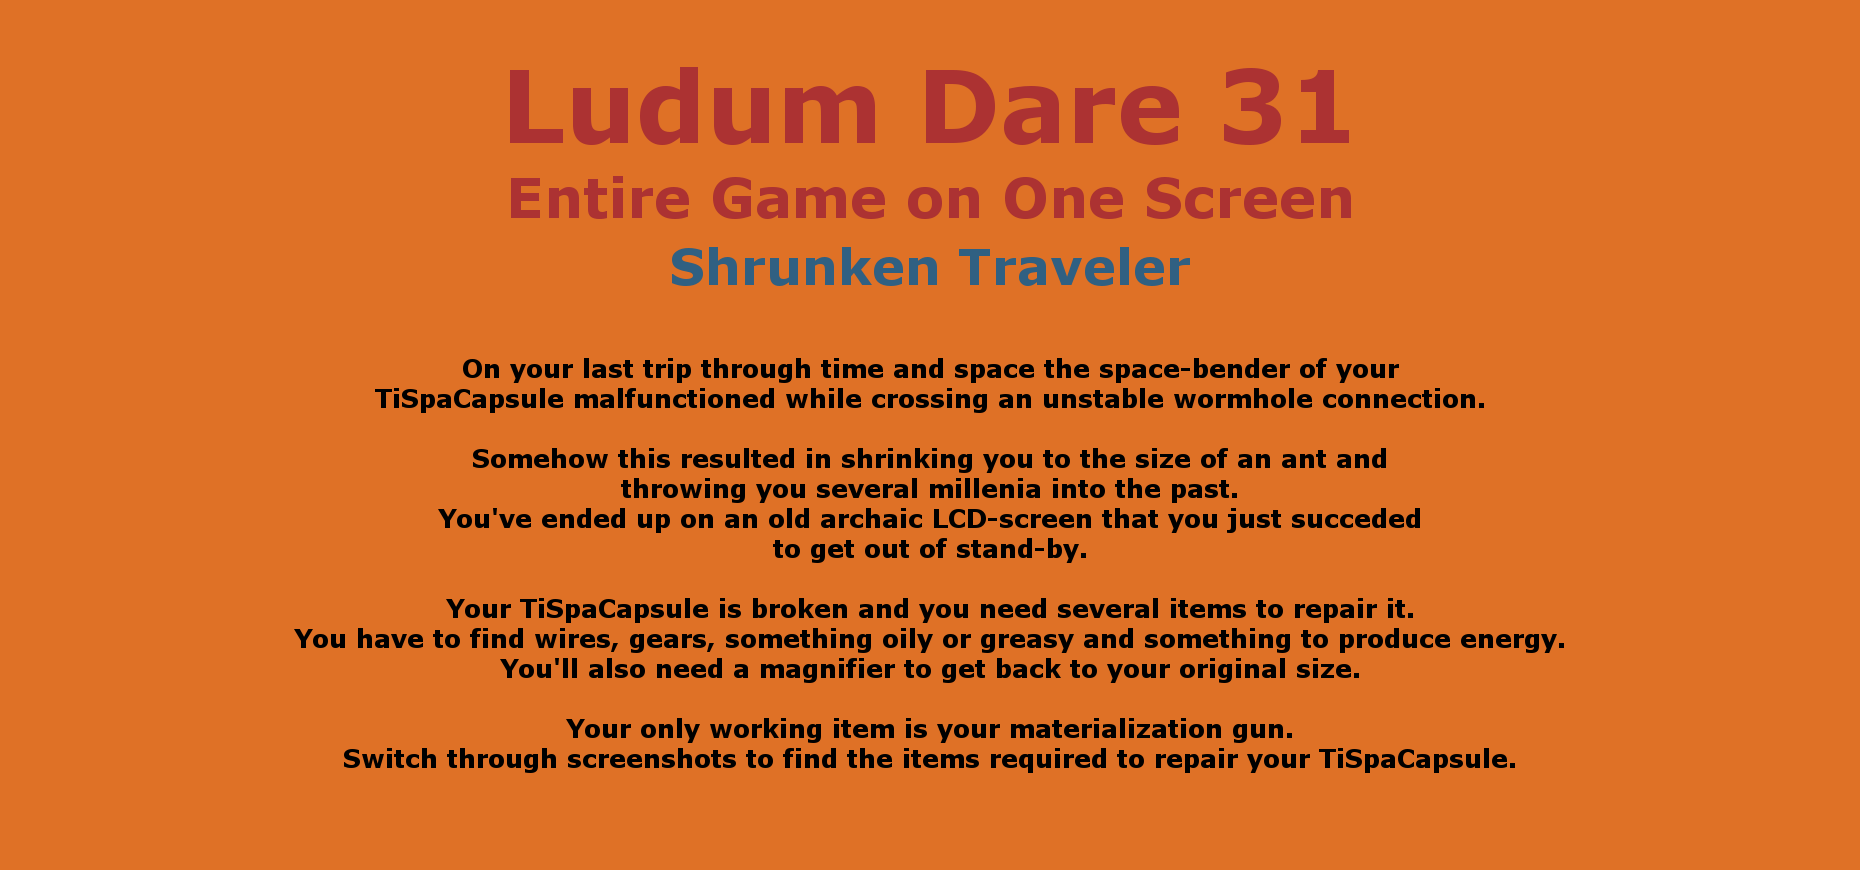 Ludum Dare 31
Entire Game on One Screen
Shrunken Traveler
On your last trip through time and space the space-bender of your
TiSpaCapsule malfunctioned while crossing an unstable wormhole connection.
Somehow this resulted in shrinking you to the size of an ant and
throwing you several millenia into the past.
You've ended up on an old archaic LCD-screen that you just succeded
to get out of stand-by.
Your TiSpaCapsule is broken and you need several items to repair it.
You have to find wires, gears, something oily or greasy and something to produce energy.
You'll also need a magnifier to get back to your original size.
Your only working item is your materialization gun.
Switch through screenshots to find the items required to repair your TiSpaCapsule.